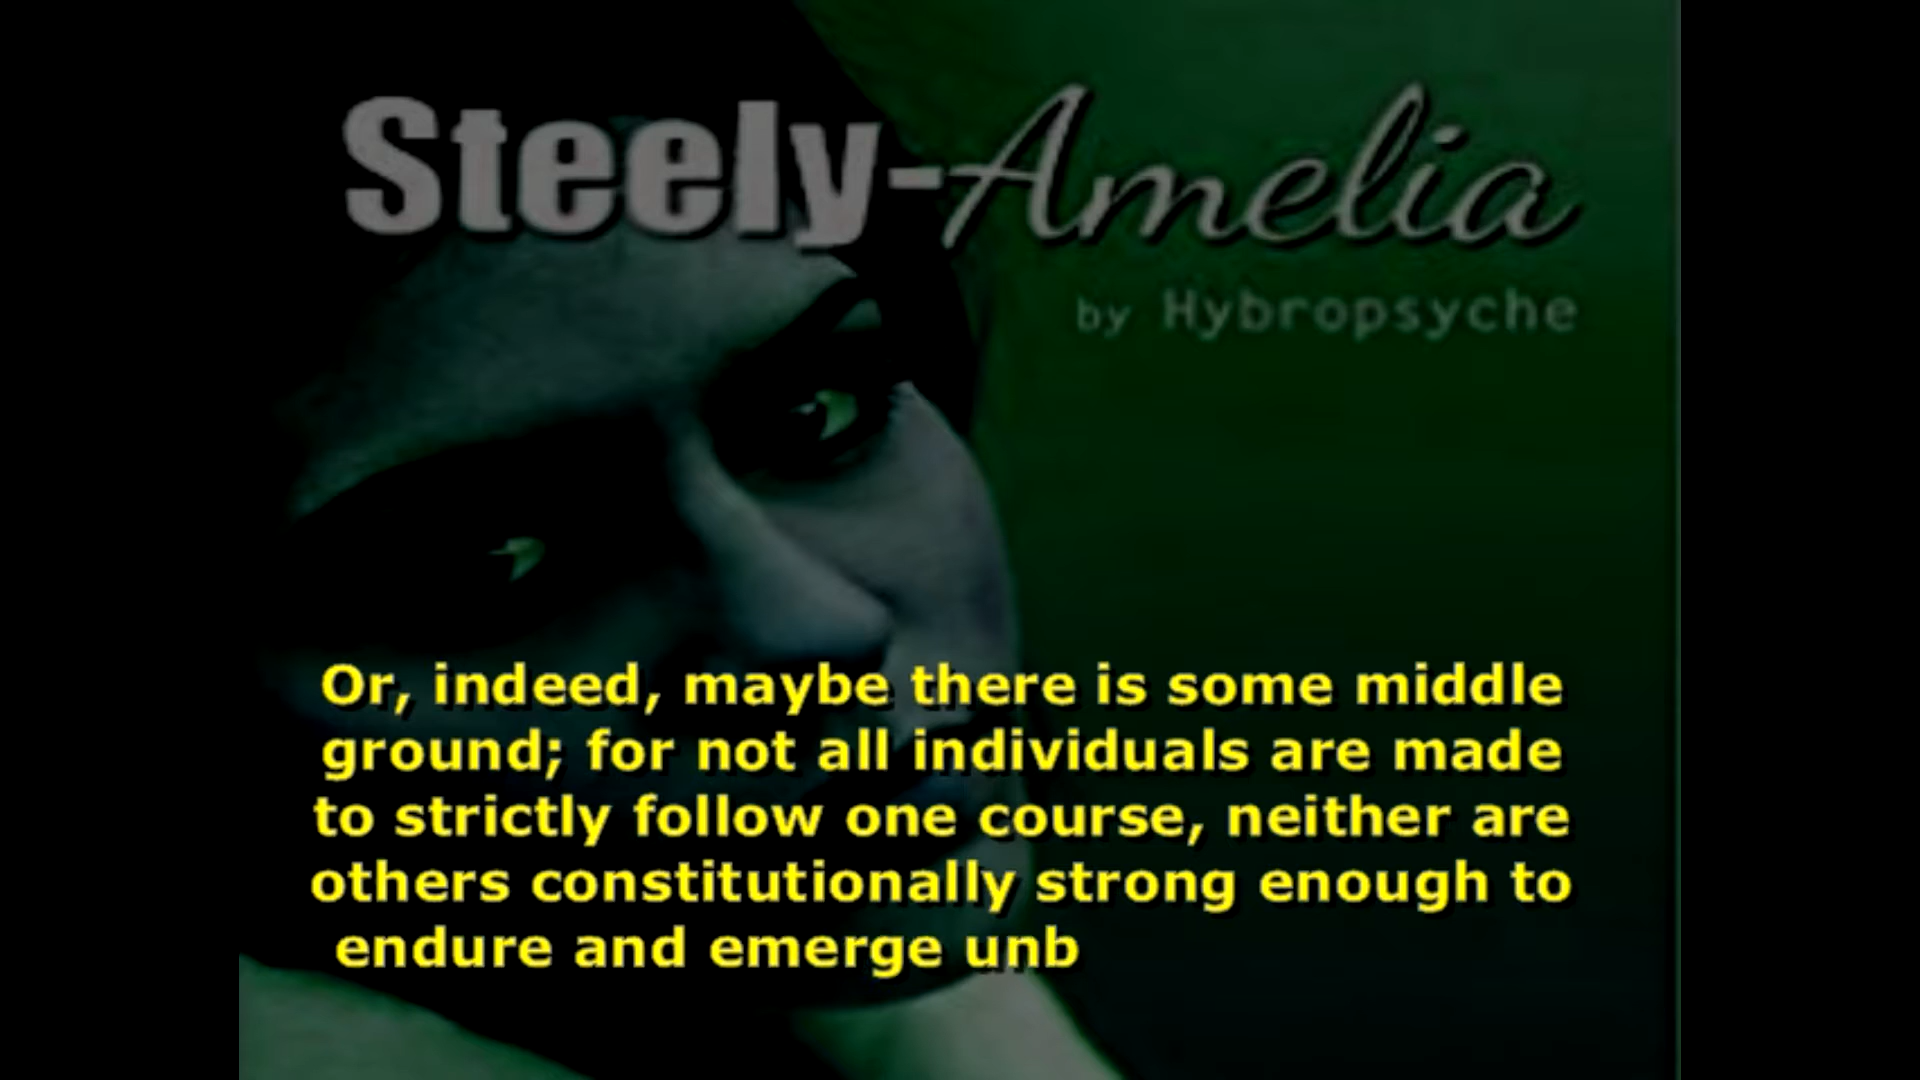 Steely-Amelia
by Hybropsyche
Or, indeed, maybe there is some middle
ground; for not all individuals are made
to strictly follow one course, neither are
others constitutionally strong enough to
endure and emerge unb